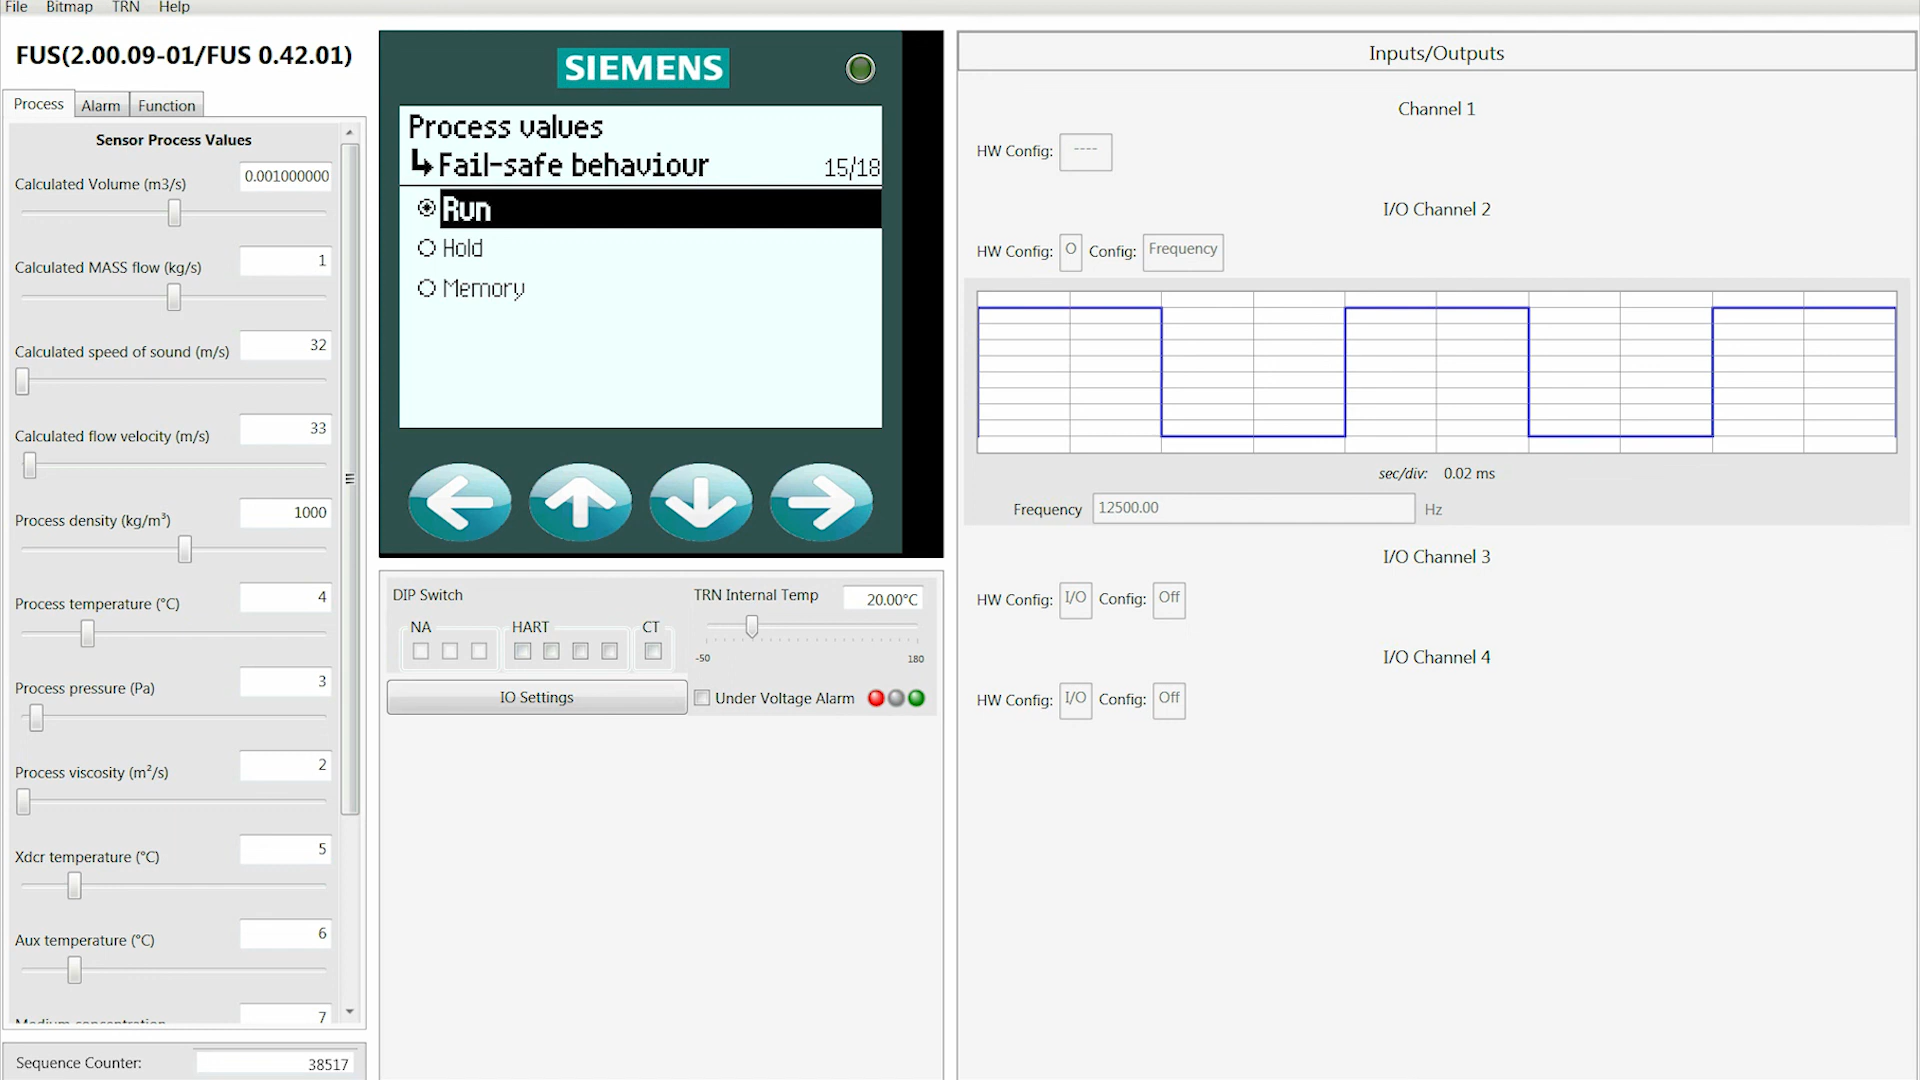 File Bitmap TRN Help
FUS(2.00.09-01/FUS 0.42.01)
Process Alarm Function
Sensor Process Values
Calculated Volume (m3/s) 0.001000000
Calculated MASS flow (kg/s) 1
Calculated speed of sound (m/s) 32
Calculated flow velocity (m/s) 33
Process density (kg/m³) 1000
Process temperature (°C) 4
Process pressure (Pa) 3
Process viscosity (m²/s) 2
Xdcr temperature (°C) 5
Aux temperature (°C) 6
Medium concentration 7
Sequence Counter: 38517
SIEMENS
Process values
Fail-safe behaviour 15/18
Run
Hold
Memory
DIP Switch
NA HART CT
TRN Internal Temp 20.00°C
-50 180
IO Settings
Under Voltage Alarm
Inputs/Outputs
Channel 1
HW Config: ----
I/O Channel 2
HW Config: O Config: Frequency
sec/div: 0.02 ms
Frequency 12500.00 Hz
I/O Channel 3
HW Config: I/O Config: Off
I/O Channel 4
HW Config: I/O Config: Off